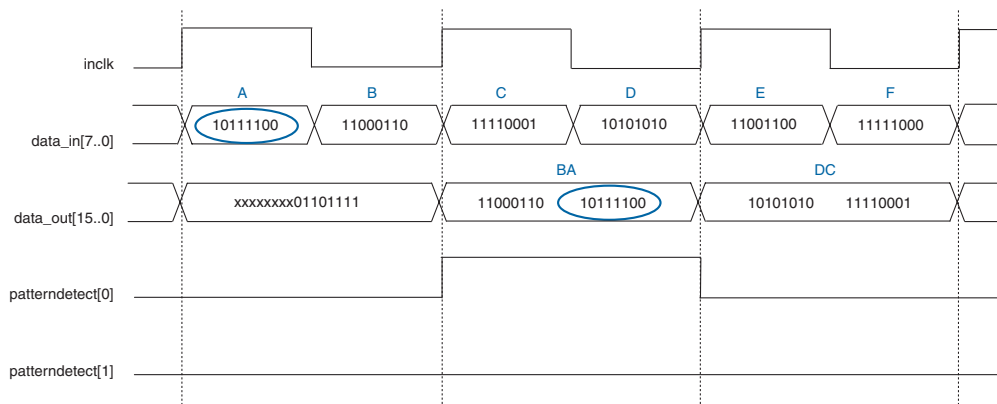 inclk
A B C D E F
data_in[7..0] 10111100 11000110 11110001 10101010 11001100 11111000
BA DC
data_out[15..0] xxxxxxxx01101111 11000110 10111100 10101010 11110001
patterndetect[0]
patterndetect[1]